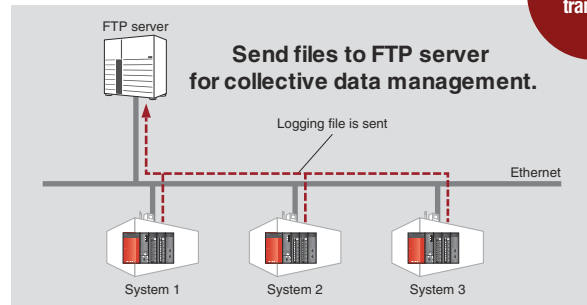 tran
FTP server
Send files to FTP server
for collective data management.
Logging file is sent
Ethernet
System 1
System 2
System 3